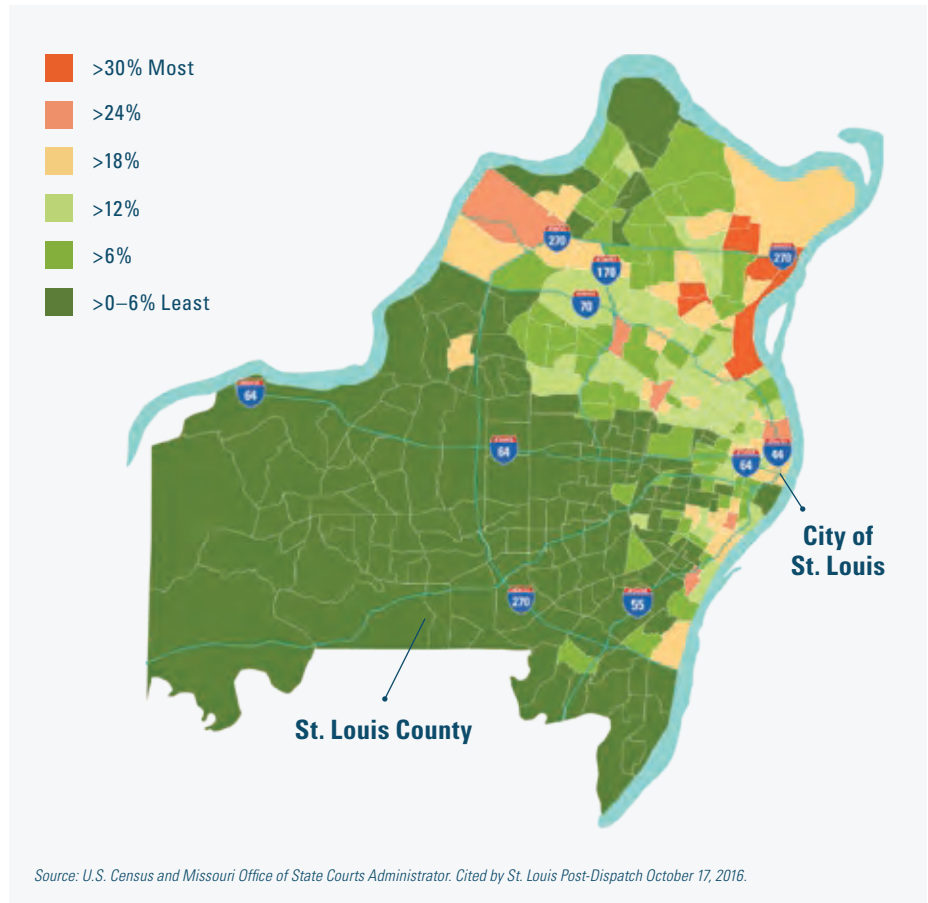 >30% Most
>24%
>18%
>12%
>6%
>0–6% Least
270
270
170
70
64
64
64
44
270
55
City of
St. Louis
St. Louis County
Source: U.S. Census and Missouri Office of State Courts Administrator. Cited by St. Louis Post-Dispatch October 17, 2016.